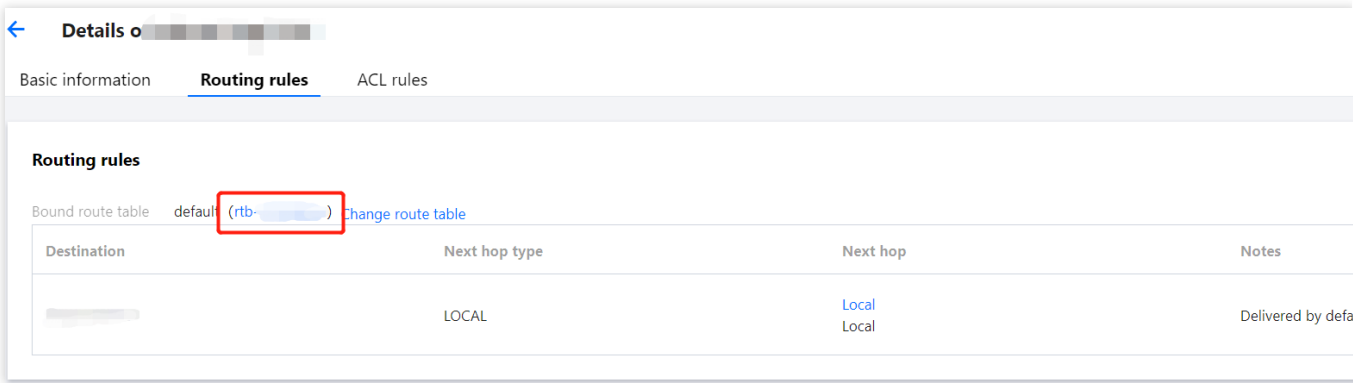 ← Details o
Basic information Routing rules ACL rules
Routing rules
Bound route table default (rtb- ) Change route table
Destination Next hop type Next hop Notes
LOCAL Local Delivered by defa
Local